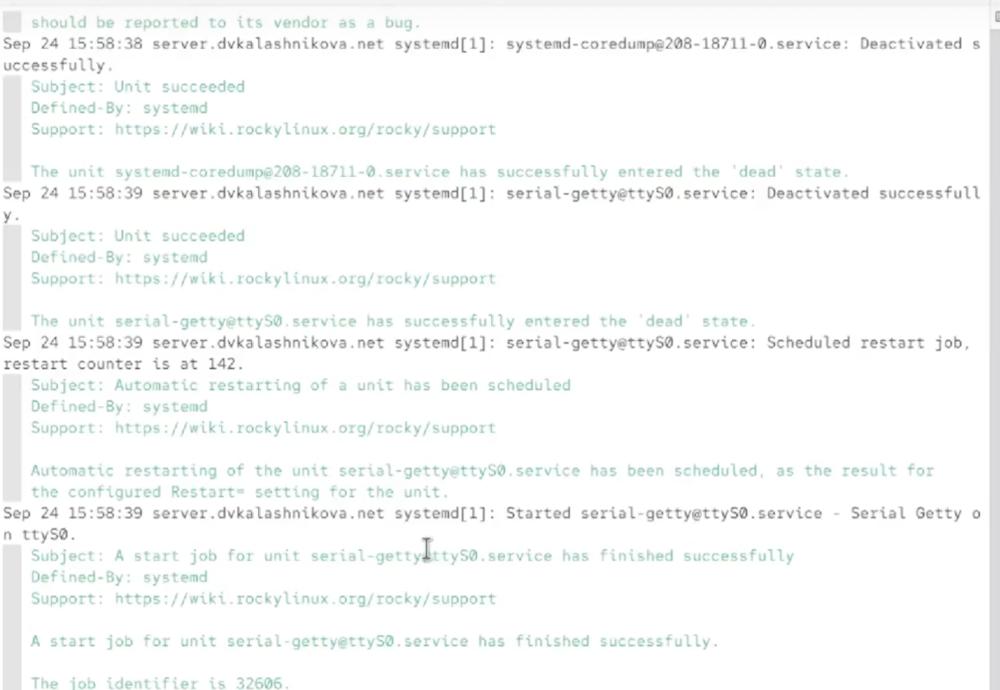 should be reported to its vendor as a bug.
Sep 24 15:58:38 server.dvkalashnikova.net systemd[1]: systemd-coredump@208-18711-0.service: Deactivated s
uccessfully.
Subject: Unit succeeded
Defined-By: systemd
Support: https://wiki.rockylinux.org/rocky/support
The unit systemd-coredump@208-18711-0.service has successfully entered the 'dead' state.
Sep 24 15:58:39 server.dvkalashnikova.net systemd[1]: serial-getty@ttyS0.service: Deactivated successfull
y.
Subject: Unit succeeded
Defined-By: systemd
Support: https://wiki.rockylinux.org/rocky/support
The unit serial-getty@ttyS0.service has successfully entered the 'dead' state.
Sep 24 15:58:39 server.dvkalashnikova.net systemd[1]: serial-getty@ttyS0.service: Scheduled restart job,
restart counter is at 142.
Subject: Automatic restarting of a unit has been scheduled
Defined-By: systemd
Support: https://wiki.rockylinux.org/rocky/support
Automatic restarting of the unit serial-getty@ttyS0.service has been scheduled, as the result for
the configured Restart= setting for the unit.
Sep 24 15:58:39 server.dvkalashnikova.net systemd[1]: Started serial-getty@ttyS0.service - Serial Getty o
n ttyS0.
Subject: A start job for unit serial-getty@ttyS0.service has finished successfully
Defined-By: systemd
Support: https://wiki.rockylinux.org/rocky/support
A start job for unit serial-getty@ttyS0.service has finished successfully.
The job identifier is 32606.